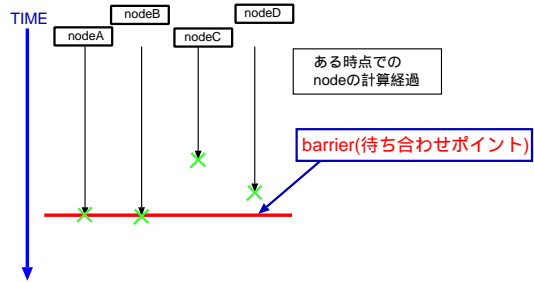 TIME
nodeA
nodeB
nodeC
nodeD
ある時点での
nodeの計算経過
barrier(待ち合わせポイント)